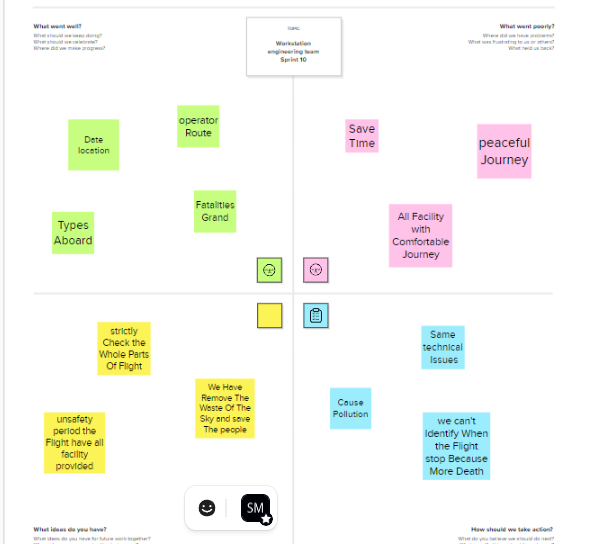 What went well?
What should we keep doing?
What should we celebrate?
Where did we make progress?
TOPIC
Workstation
engineering team
Sprint 10
What went poorly?
Where did we have problems?
What was frustrating to us or others?
What held us back?
Date
location
operator
Route
Types
Aboard
Fatalities
Grand
Save
Time
peaceful
Journey
All Facility
with
Comfortable
Journey
strictly
Check the
Whole Parts
Of Flight
We Have
Remove The
Waste Of The
Sky and save
The people
unsafety
period the
Flight have all
facility
provided
Same
technical
Issues
Cause
Pollution
we can't
Identify When
the Flight
stop Because
More Death
SM
What ideas do you have?
What ideas do you have for future work together?
How should we take action?
What do you believe we should do next?